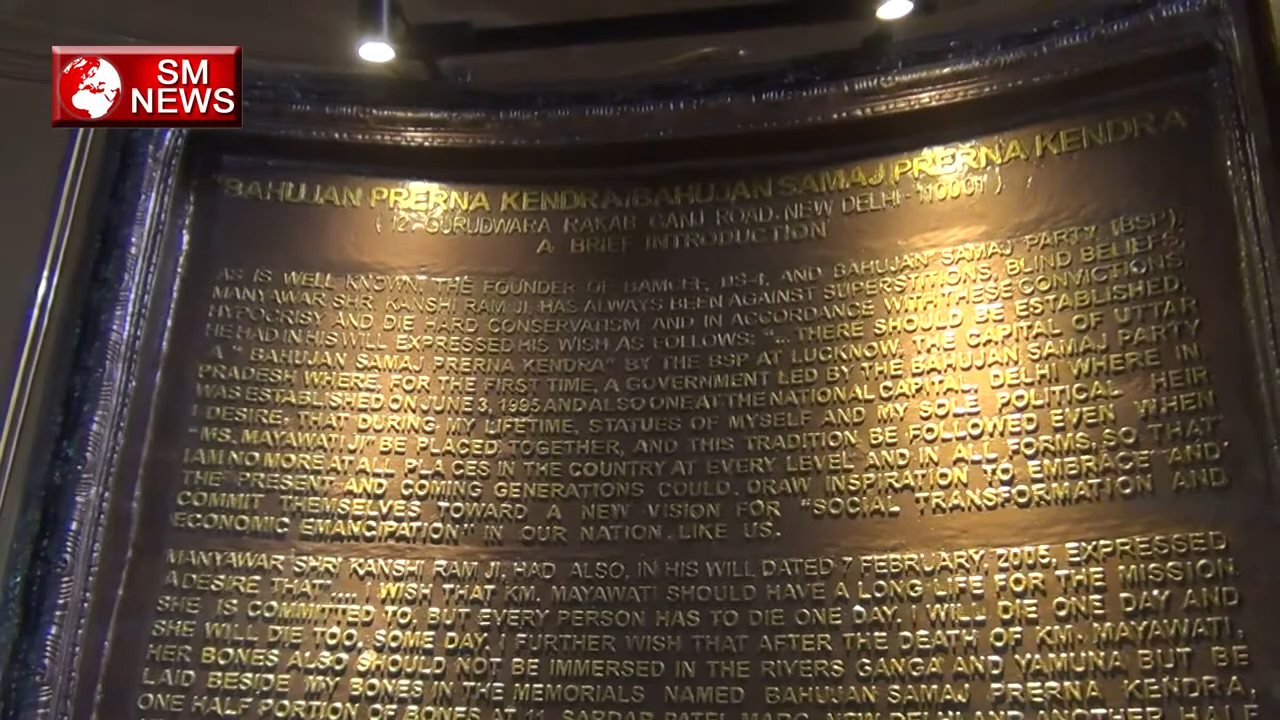 SM
NEWS
"BAHUJAN PRERNA KENDRA/BAHUJAN SAMAJ PRERNA KENDRA
( 12, GURUDWARA RAKAB GANJ ROAD, NEW DELHI - 110001 )
A BRIEF INTRODUCTION
AS IS WELL KNOWN, THE FOUNDER OF BAMCEF, DS-4, AND BAHUJAN SAMAJ PARTY (BSP),
MANYAWAR SHRI KANSHI RAM JI, HAS ALWAYS BEEN AGAINST SUPERSTITIONS, BLIND BELIEFS,
HYPOCRISY AND DIE HARD CONSERVATISM AND IN ACCORDANCE WITH THESE CONVICTIONS,
HE HAD IN HIS WILL EXPRESSED HIS WISH AS FOLLOWS: "... THERE SHOULD BE ESTABLISHED,
A " BAHUJAN SAMAJ PRERNA KENDRA" BY THE BSP AT LUCKNOW, THE CAPITAL OF UTTAR
PRADESH WHERE, FOR THE FIRST TIME, A GOVERNMENT LED BY THE BAHUJAN SAMAJ PARTY
WAS ESTABLISHED ON JUNE 3, 1995 AND ALSO ONE AT THE NATIONAL CAPITAL, DELHI WHERE IN,
I DESIRE, THAT DURING MY LIFETIME, STATUES OF MYSELF AND MY SOLE POLITICAL HEIR
"MS. MAYAWATI JI" BE PLACED TOGETHER, AND THIS TRADITION BE FOLLOWED EVEN WHEN
I AM NO MORE AT ALL PLACES IN THE COUNTRY AT EVERY LEVEL AND IN ALL FORMS, SO THAT
THE PRESENT AND COMING GENERATIONS COULD DRAW INSPIRATION TO EMBRACE AND
COMMIT THEMSELVES TOWARD A NEW VISION FOR "SOCIAL TRANSFORMATION AND
ECONOMIC EMANCIPATION" IN OUR NATION, LIKE US.
MANYAWAR SHRI KANSHI RAM JI, HAD ALSO, IN HIS WILL DATED 7 FEBRUARY, 2005, EXPRESSED
A DESIRE THAT".... I WISH THAT KM. MAYAWATI SHOULD HAVE A LONG LIFE FOR THE MISSION
SHE IS COMMITTED TO, BUT EVERY PERSON HAS TO DIE ONE DAY, I WILL DIE ONE DAY AND
SHE WILL DIE TOO, SOME DAY. I FURTHER WISH THAT AFTER THE DEATH OF KM. MAYAWATI,
HER BONES ALSO SHOULD NOT BE IMMERSED IN THE RIVERS GANGA AND YAMUNA BUT BE
LAID BESIDE MY BONES IN THE MEMORIALS NAMED BAHUJAN SAMAJ PRERNA KENDRA,
ONE HALF PORTION OF BONES AT 11, SARDAR PATEL MARG, NEW DELHI AND ANOTHER HALF